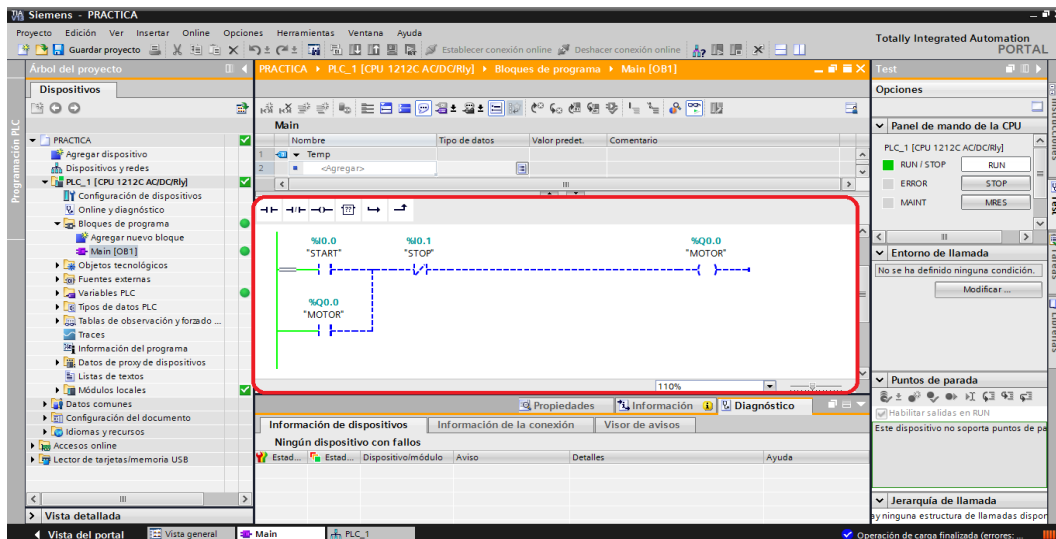 Siemens - PRACTICA
Proyecto Edición Ver Insertar Online Opciones Herramientas Ventana Ayuda
Guardar proyecto
Establecer conexión online
Deshacer conexión online
Totally Integrated Automation
PORTAL
Árbol del proyecto
Dispositivos
Programación PLC
PRACTICA
Agregar dispositivo
Dispositivos y redes
PLC_1 [CPU 1212C AC/DC/Rly]
Configuración de dispositivos
Online y diagnóstico
Bloques de programa
Agregar nuevo bloque
Main [OB1]
Objetos tecnológicos
Fuentes externas
Variables PLC
Tipos de datos PLC
Tablas de observación y forzado ...
Traces
Información del programa
Datos de proxy de dispositivos
Listas de textos
Módulos locales
Datos comunes
Configuración del documento
Idiomas y recursos
Accesos online
Lector de tarjetas/memoria USB
Vista detallada
PRACTICA PLC_1 [CPU 1212C AC/DC/Rly] Bloques de programa Main [OB1]
Main
Nombre Tipo de datos Valor predet. Comentario
1 Temp
2 <Agregar>
??
%I0.0 %I0.1 %Q0.0
"START" "STOP" "MOTOR"
%Q0.0
"MOTOR"
110%
Propiedades Información Diagnóstico
Información de dispositivos Información de la conexión Visor de avisos
Ningún dispositivo con fallos
Estad... Estad... Dispositivo/módulo Aviso Detalles Ayuda
Test
Opciones
Panel de mando de la CPU
PLC_1 [CPU 1212C AC/DC/Rly]
RUN / STOP RUN
ERROR STOP
MAINT MRES
Entorno de llamada
No se ha definido ninguna condición.
Modificar ...
Puntos de parada
Habilitar salidas en RUN
Este dispositivo no soporta puntos de pa
Jerarquía de llamada
ay ninguna estructura de llamadas dispor
Test
Vista del portal Vista general Main PLC_1
Operación de carga finalizada (errores: ...